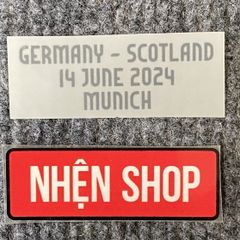 GERMANY - SCOTLAND
14 JUNE 2024
MUNICH
NHỆN SHOP